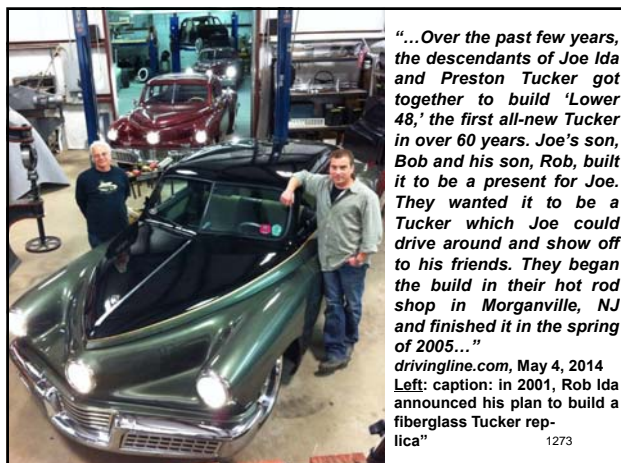 “…Over the past few years,
the descendants of Joe Ida
and Preston Tucker got
together to build ‘Lower
48,’ the first all-new Tucker
in over 60 years. Joe’s son,
Bob and his son, Rob, built
it to be a present for Joe.
They wanted it to be a
Tucker which Joe could
drive around and show off
to his friends. They began
the build in their hot rod
shop in Morganville, NJ
and finished it in the spring
of 2005…”
drivingline.com, May 4, 2014
Left: caption: in 2001, Rob Ida
announced his plan to build a
fiberglass Tucker rep-
lica” 1273